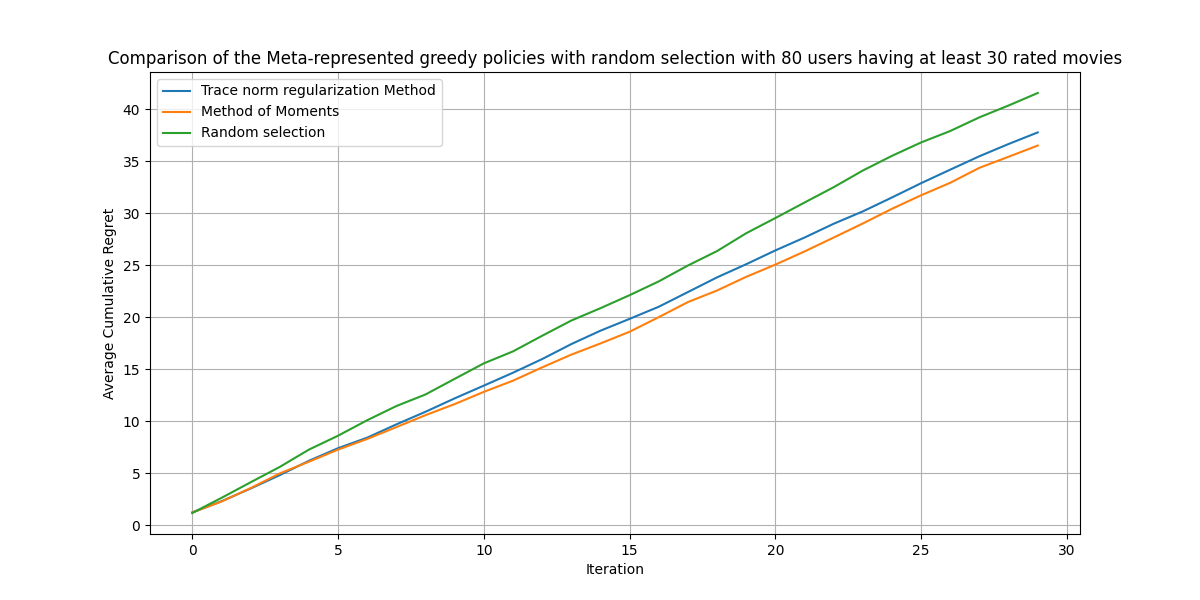 Comparison of the Meta-represented greedy policies with random selection with 80 users having at least 30 rated movies
Trace norm regularization Method
Method of Moments
Random selection
Average Cumulative Regret
40
35
30
25
20
15
10
5
0
0 5 10 15 20 25 30
Iteration